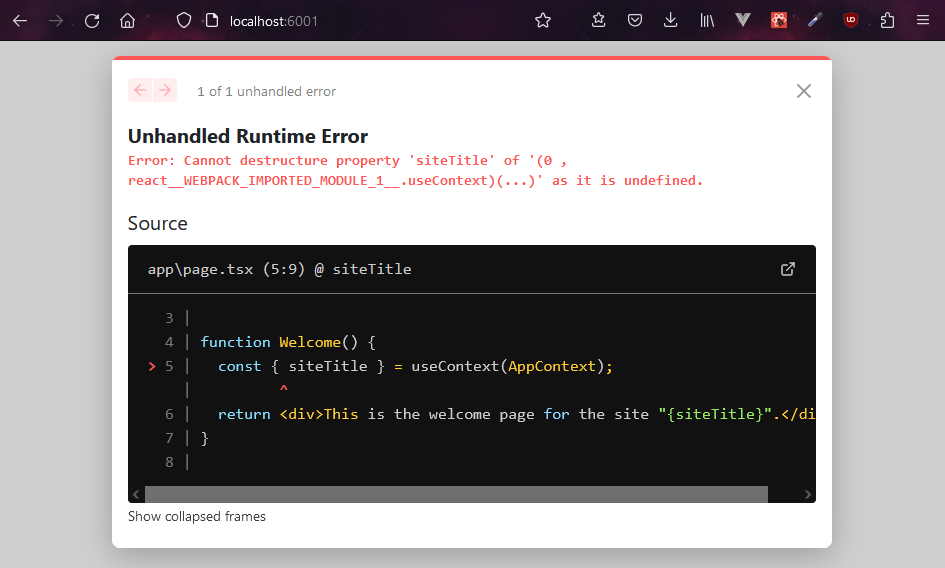 localhost:6001
UD
1 of 1 unhandled error
Unhandled Runtime Error
Error: Cannot destructure property 'siteTitle' of '(0 ,
react__WEBPACK_IMPORTED_MODULE_1__.useContext)(...)' as it is undefined.
Source
app\page.tsx (5:9) @ siteTitle
3 |
4 | function Welcome() {
> 5 |   const { siteTitle } = useContext(AppContext);
|          ^
6 |   return <div>This is the welcome page for the site "{siteTitle}".</di
7 | }
8 |
Show collapsed frames